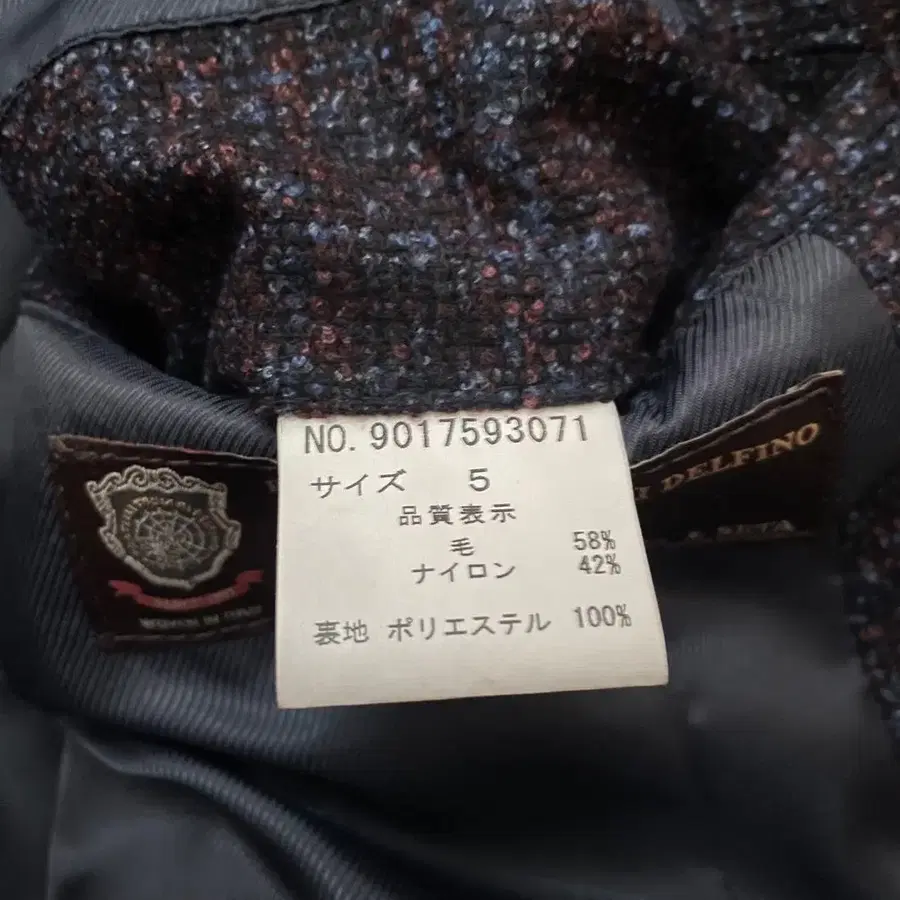 NO. 9017593071
サイズ 5
品質表示
毛 58%
ナイロン 42%
裏地 ポリエステル 100%
DELFINO